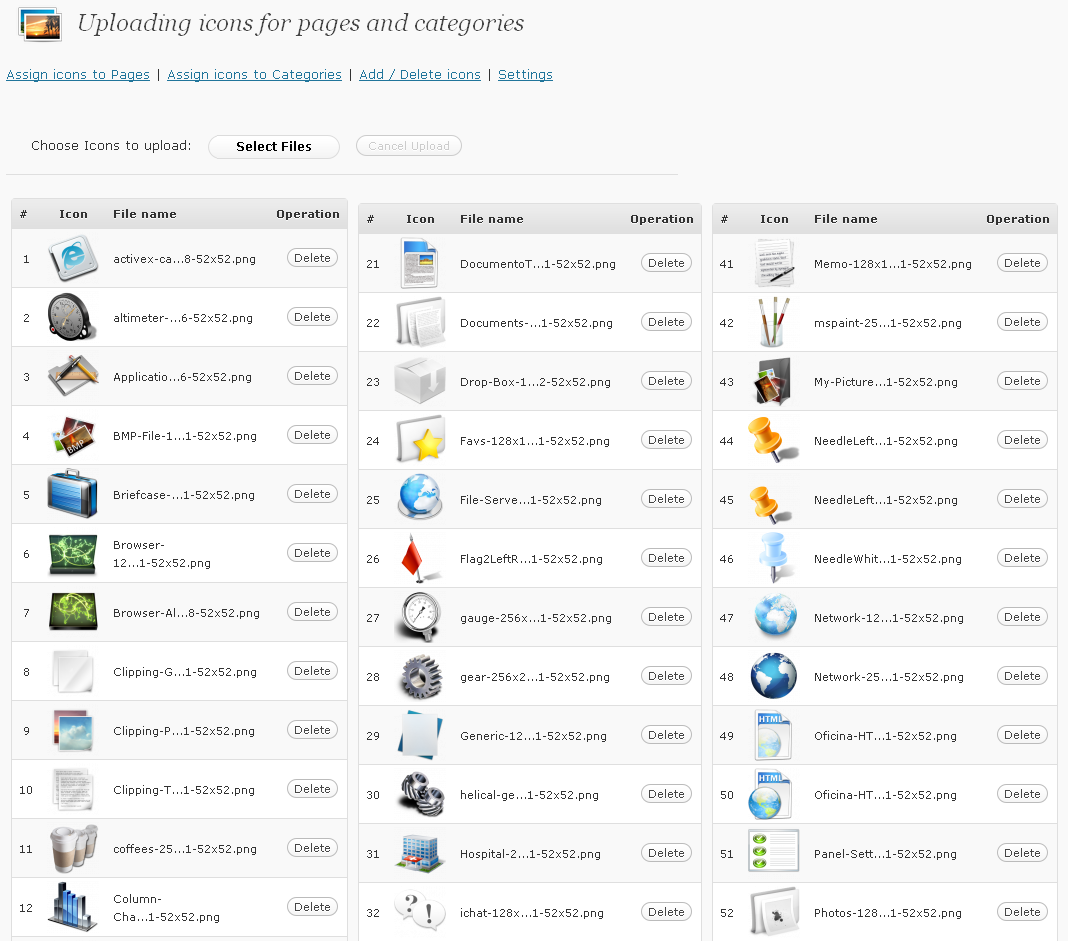 Uploading icons for pages and categories
Assign icons to Pages | Assign icons to Categories | Add / Delete icons | Settings
Choose Icons to upload: Select Files Cancel Upload
# Icon File name Operation
1 activex-ca...8-52x52.png Delete
2 altimeter-...6-52x52.png Delete
3 Applicatio...6-52x52.png Delete
4 BMP BMP-File-1...1-52x52.png Delete
5 Briefcase-...1-52x52.png Delete
6 Browser-
12...1-52x52.png Delete
7 Browser-Al...8-52x52.png Delete
8 Clipping-G...1-52x52.png Delete
9 Clipping-P...1-52x52.png Delete
10 Clipping-T...1-52x52.png Delete
11 coffees-25...1-52x52.png Delete
12 Column-
Cha...1-52x52.png Delete
# Icon File name Operation
21 DocumentoT...1-52x52.png Delete
22 Documents-...1-52x52.png Delete
23 Drop-Box-1...2-52x52.png Delete
24 Favs-128x1...1-52x52.png Delete
25 File-Serve...1-52x52.png Delete
26 Flag2LeftR...1-52x52.png Delete
27 gauge-256x...1-52x52.png Delete
28 gear-256x2...1-52x52.png Delete
29 Generic-12...1-52x52.png Delete
30 helical-ge...1-52x52.png Delete
31 Hospital-2...1-52x52.png Delete
32 ? ! ichat-128x...1-52x52.png Delete
# Icon File name Operation
41 Memo-128x1...1-52x52.png Delete
42 mspaint-25...1-52x52.png Delete
43 My-Picture...1-52x52.png Delete
44 NeedleLeft...1-52x52.png Delete
45 NeedleLeft...1-52x52.png Delete
46 NeedleWhit...1-52x52.png Delete
47 Network-12...1-52x52.png Delete
48 Network-25...1-52x52.png Delete
49 HTML Oficina-HT...1-52x52.png Delete
50 HTML Oficina-HT...1-52x52.png Delete
51 Panel-Sett...1-52x52.png Delete
52 Photos-128...1-52x52.png Delete